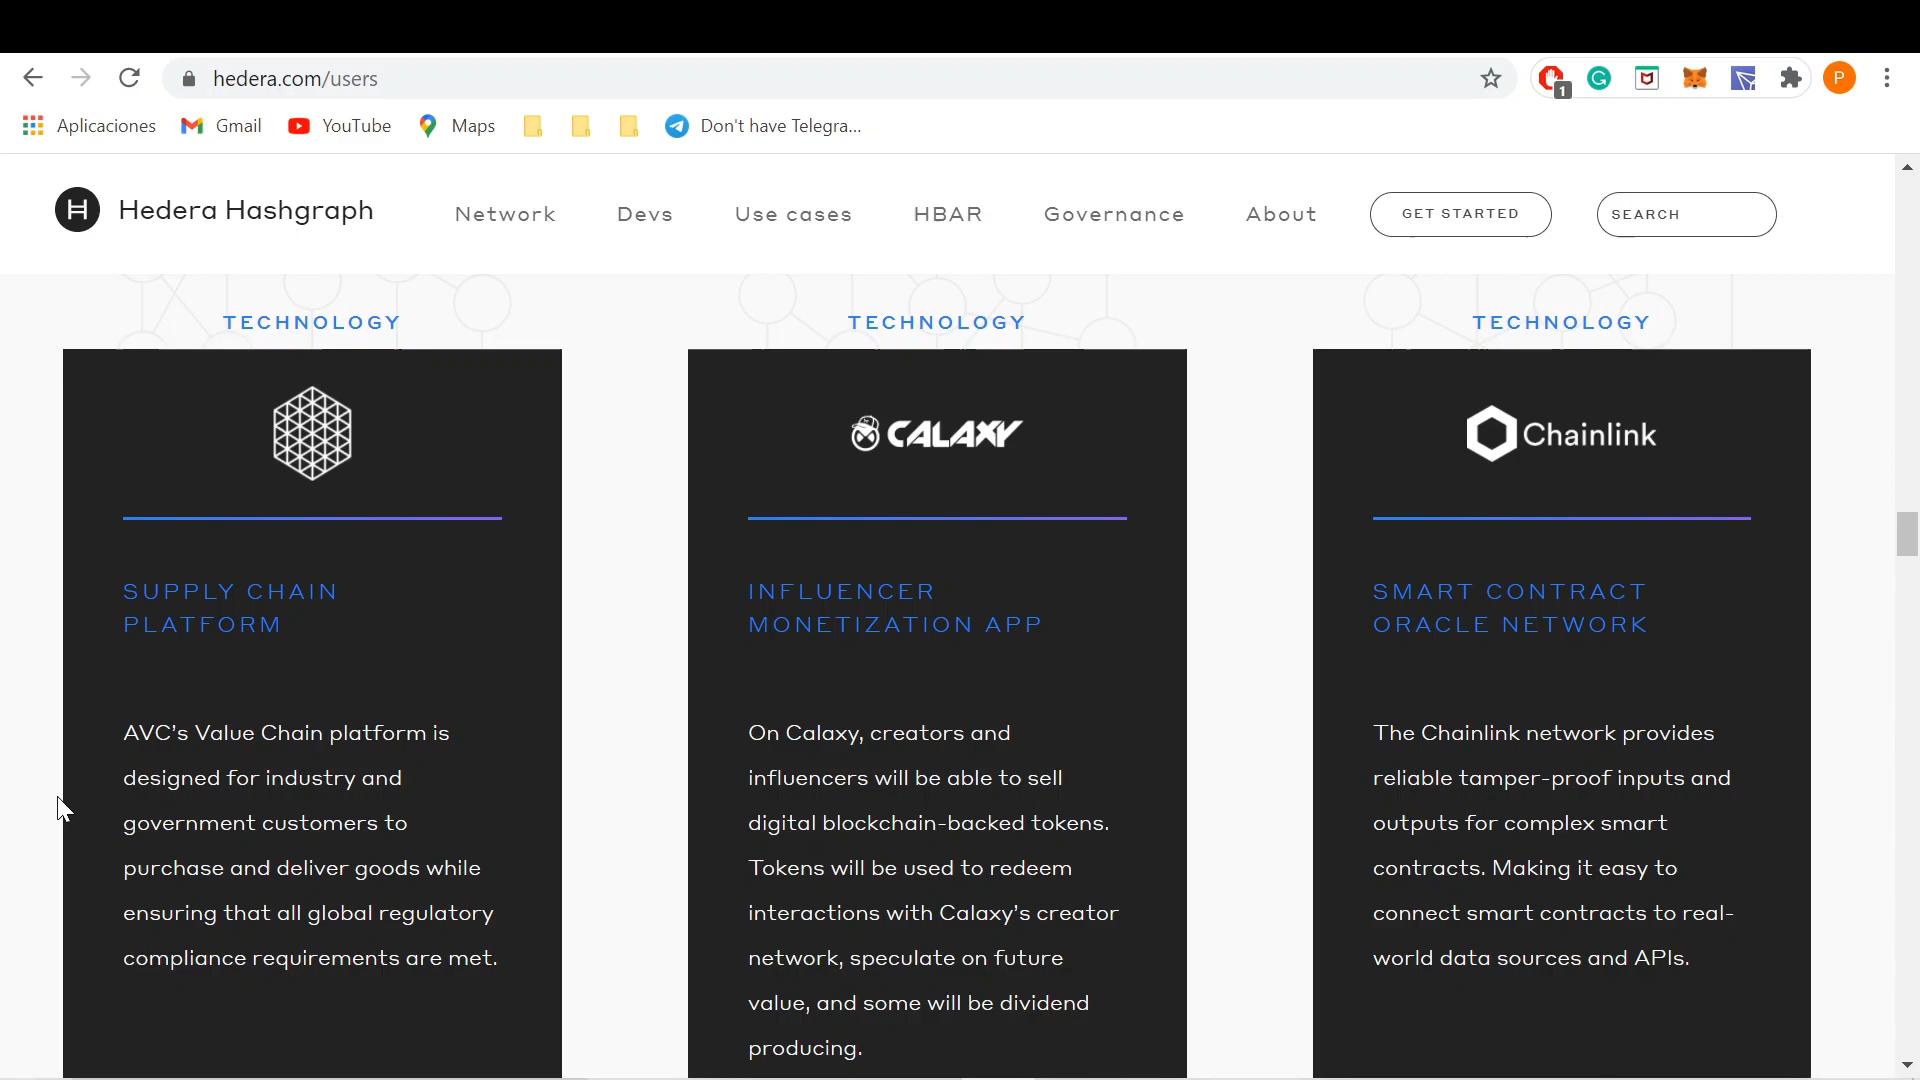 hedera.com/users
1
P
Aplicaciones
Gmail
YouTube
Maps
Don't have Telegra...
H
Hedera Hashgraph
Network
Devs
Use cases
HBAR
Governance
About
GET STARTED
SEARCH
TECHNOLOGY
SUPPLY CHAIN
PLATFORM
AVC's Value Chain platform is
designed for industry and
government customers to
purchase and deliver goods while
ensuring that all global regulatory
compliance requirements are met.
TECHNOLOGY
CALAXY
INFLUENCER
MONETIZATION APP
On Calaxy, creators and
influencers will be able to sell
digital blockchain-backed tokens.
Tokens will be used to redeem
interactions with Calaxy's creator
network, speculate on future
value, and some will be dividend
producing.
TECHNOLOGY
Chainlink
SMART CONTRACT
ORACLE NETWORK
The Chainlink network provides
reliable tamper-proof inputs and
outputs for complex smart
contracts. Making it easy to
connect smart contracts to real-
world data sources and APIs.